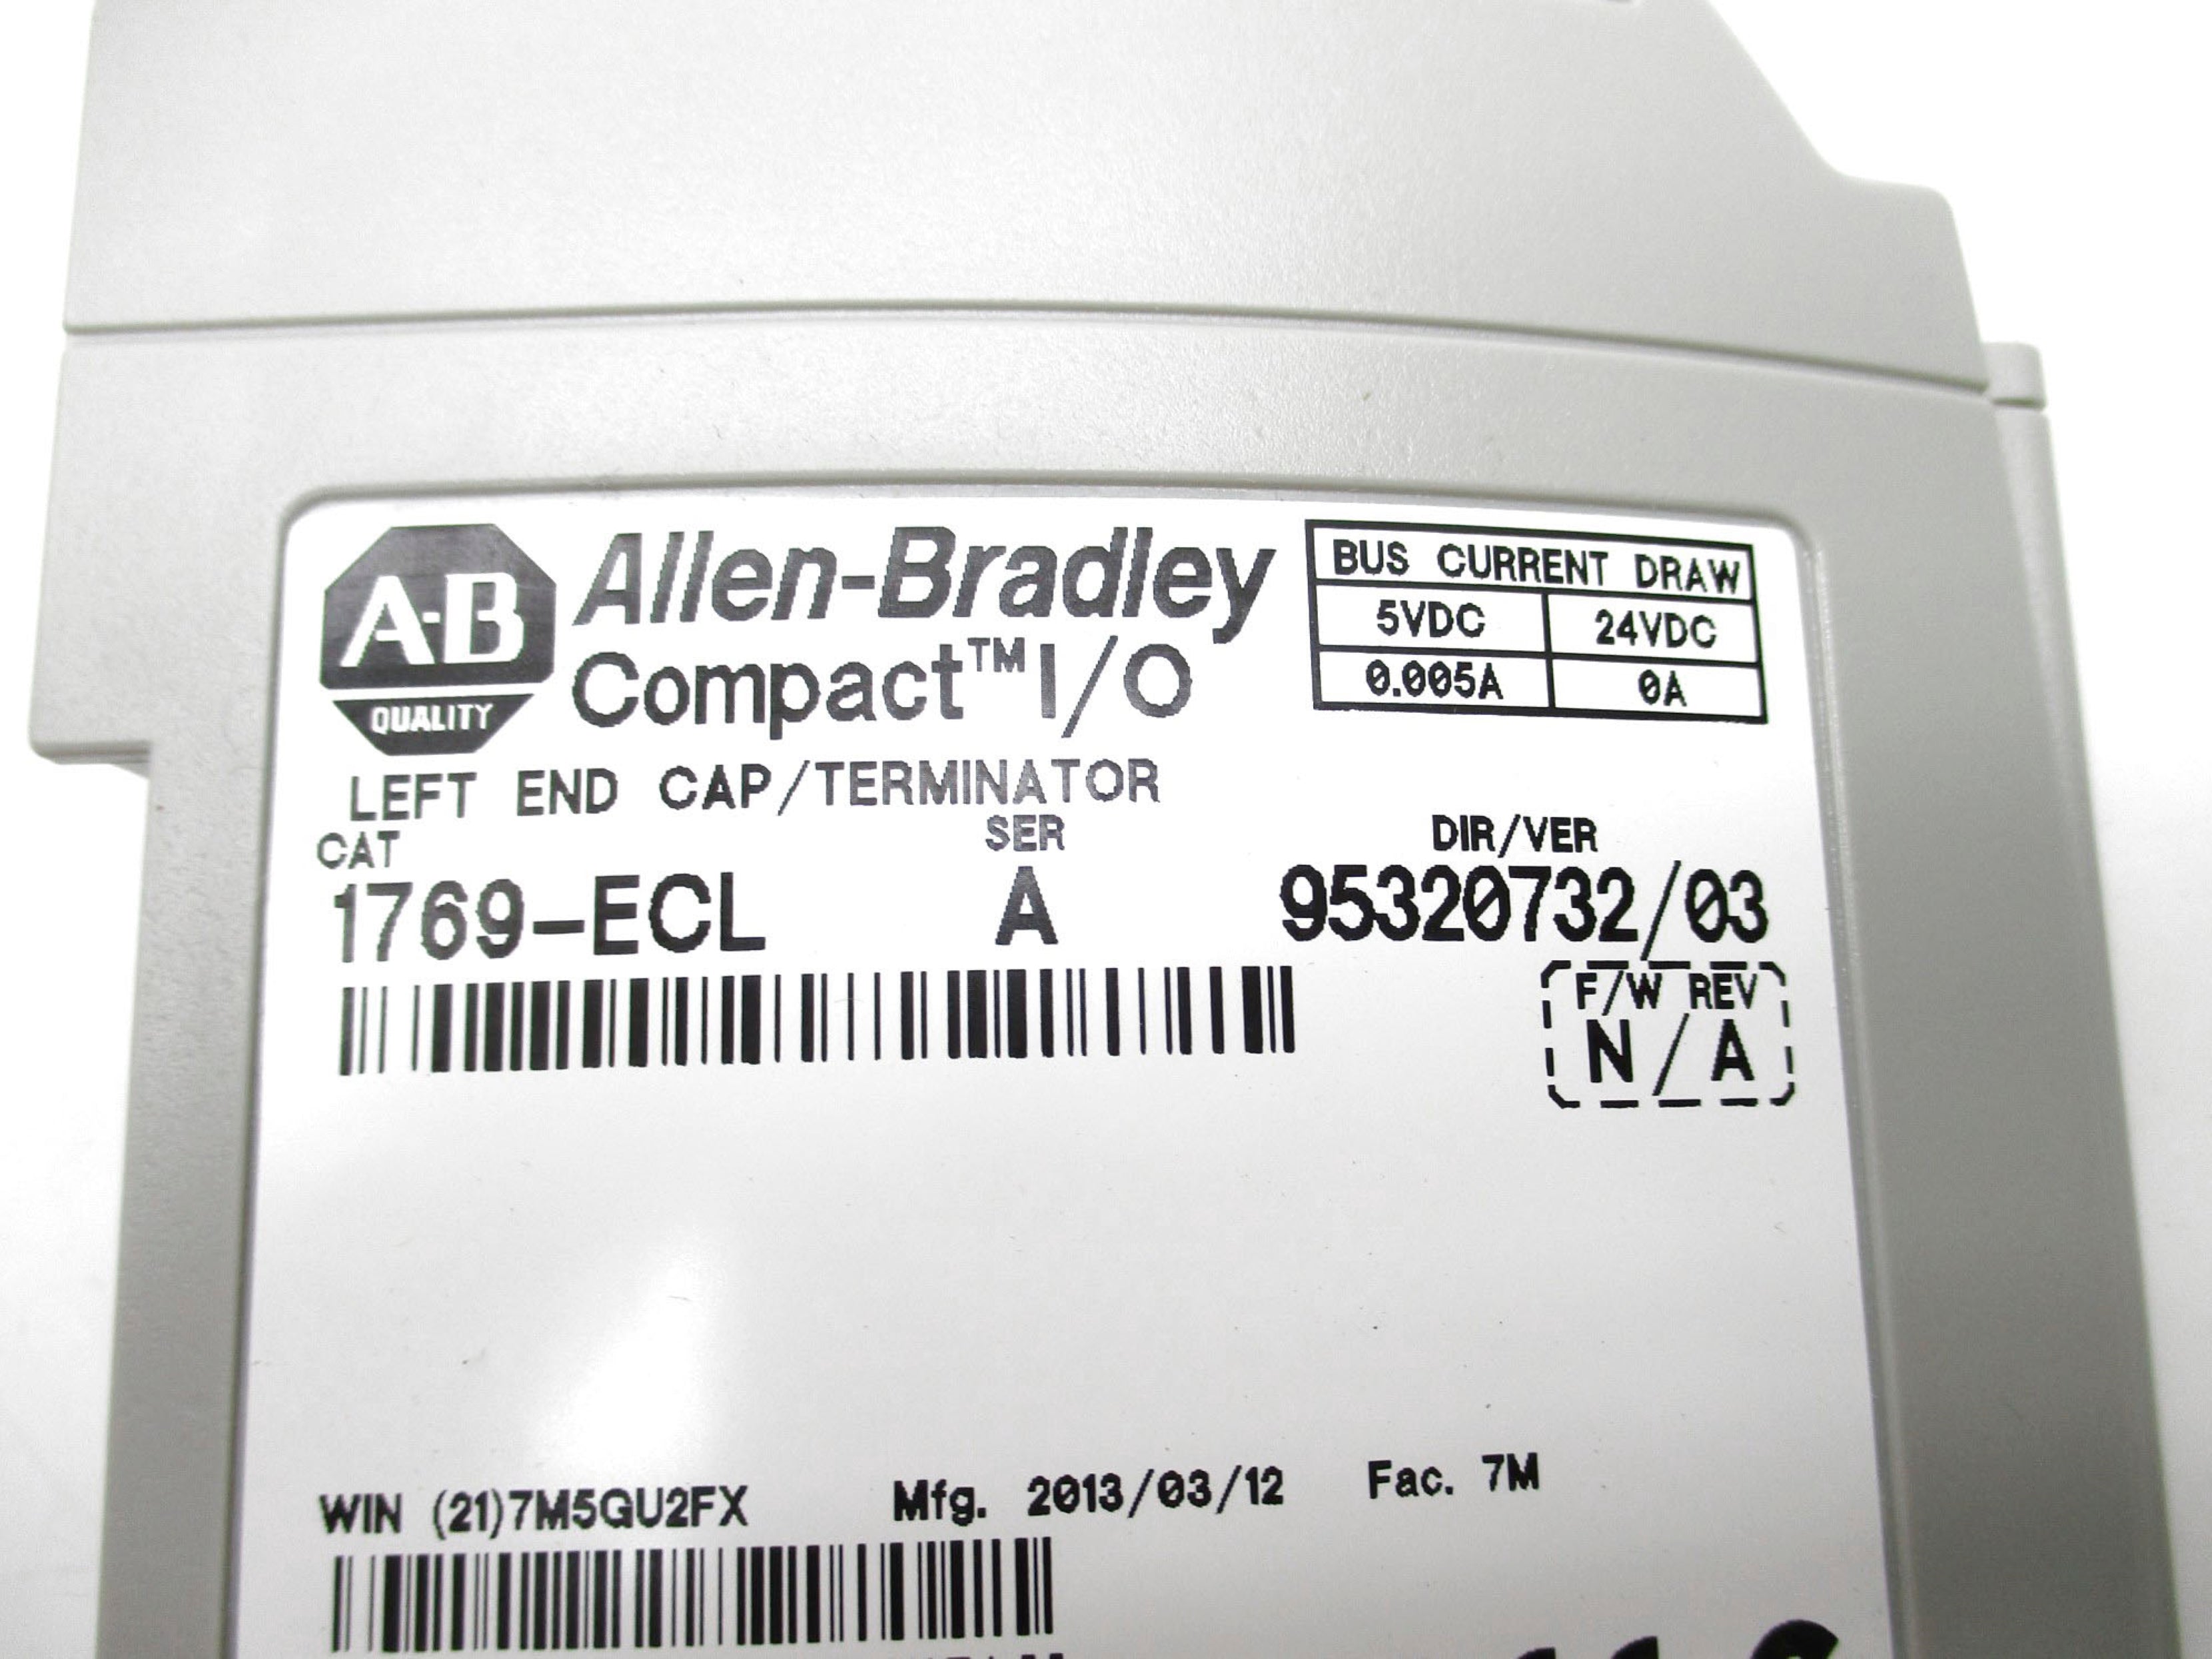 A-B QUALITY
Allen-Bradley
Compact™ I/O
BUS CURRENT DRAW
5VDC 24VDC
0.005A 0A
LEFT END CAP/TERMINATOR
CAT SER DIR/VER
1769-ECL A 95320732/03
F/W REV
N/A
WIN (21)7M5GU2FX Mfg. 2013/03/12 Fac. 7M